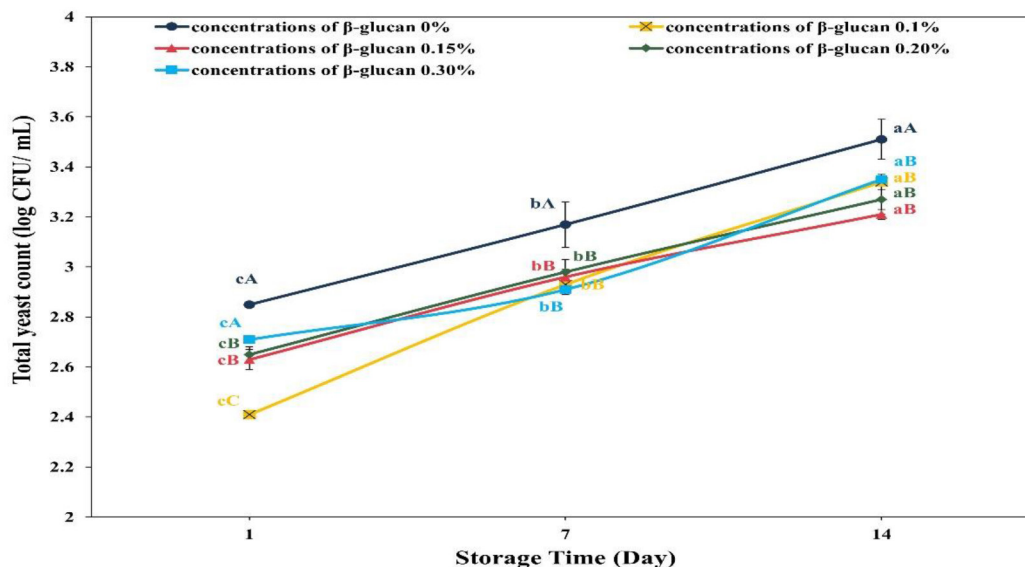 4
3.8
3.6
3.4
3.2
3
2.8
2.6
2.4
2.2
2
Total yeast count (log CFU/ mL)
concentrations of β-glucan 0%
concentrations of β-glucan 0.1%
concentrations of β-glucan 0.15%
concentrations of β-glucan 0.20%
concentrations of β-glucan 0.30%
cA
cA
cB
cB
cC
bA
bB
bB
bB
bB
aA
aB
aB
aB
aB
1
7
14
Storage Time (Day)